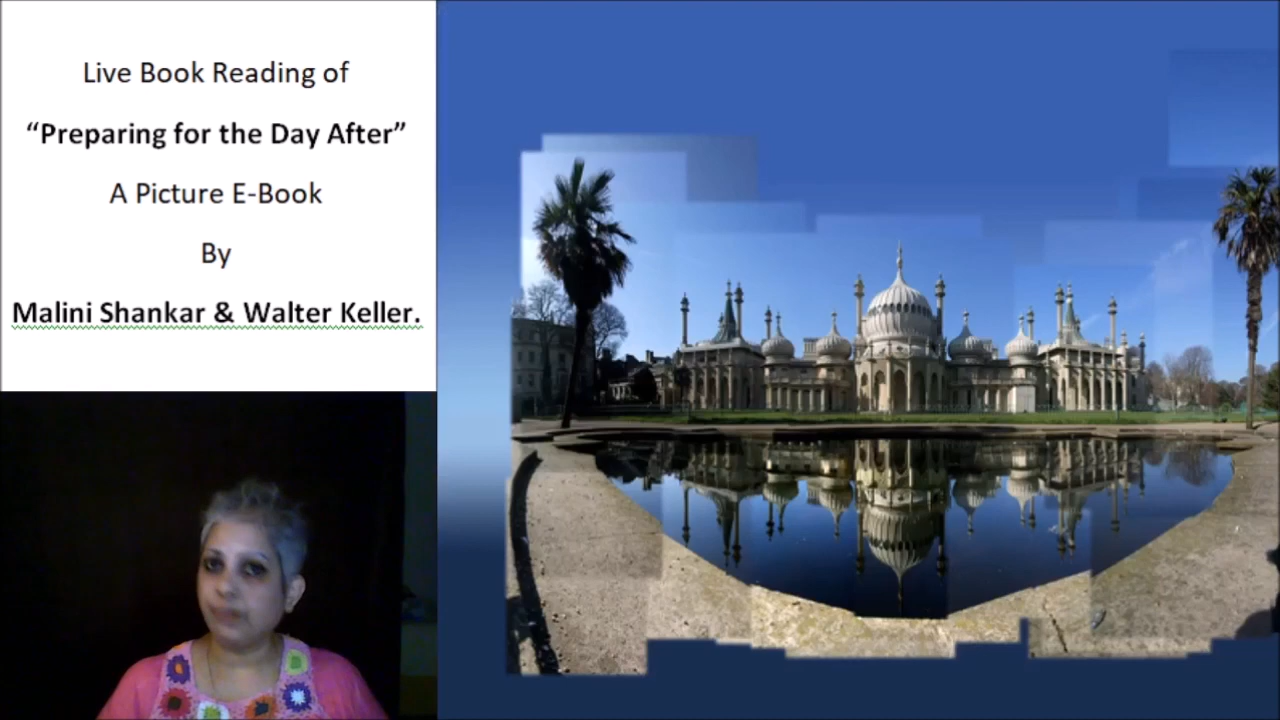 Live Book Reading of
“Preparing for the Day After”
A Picture E-Book
By
Malini Shankar & Walter Keller.